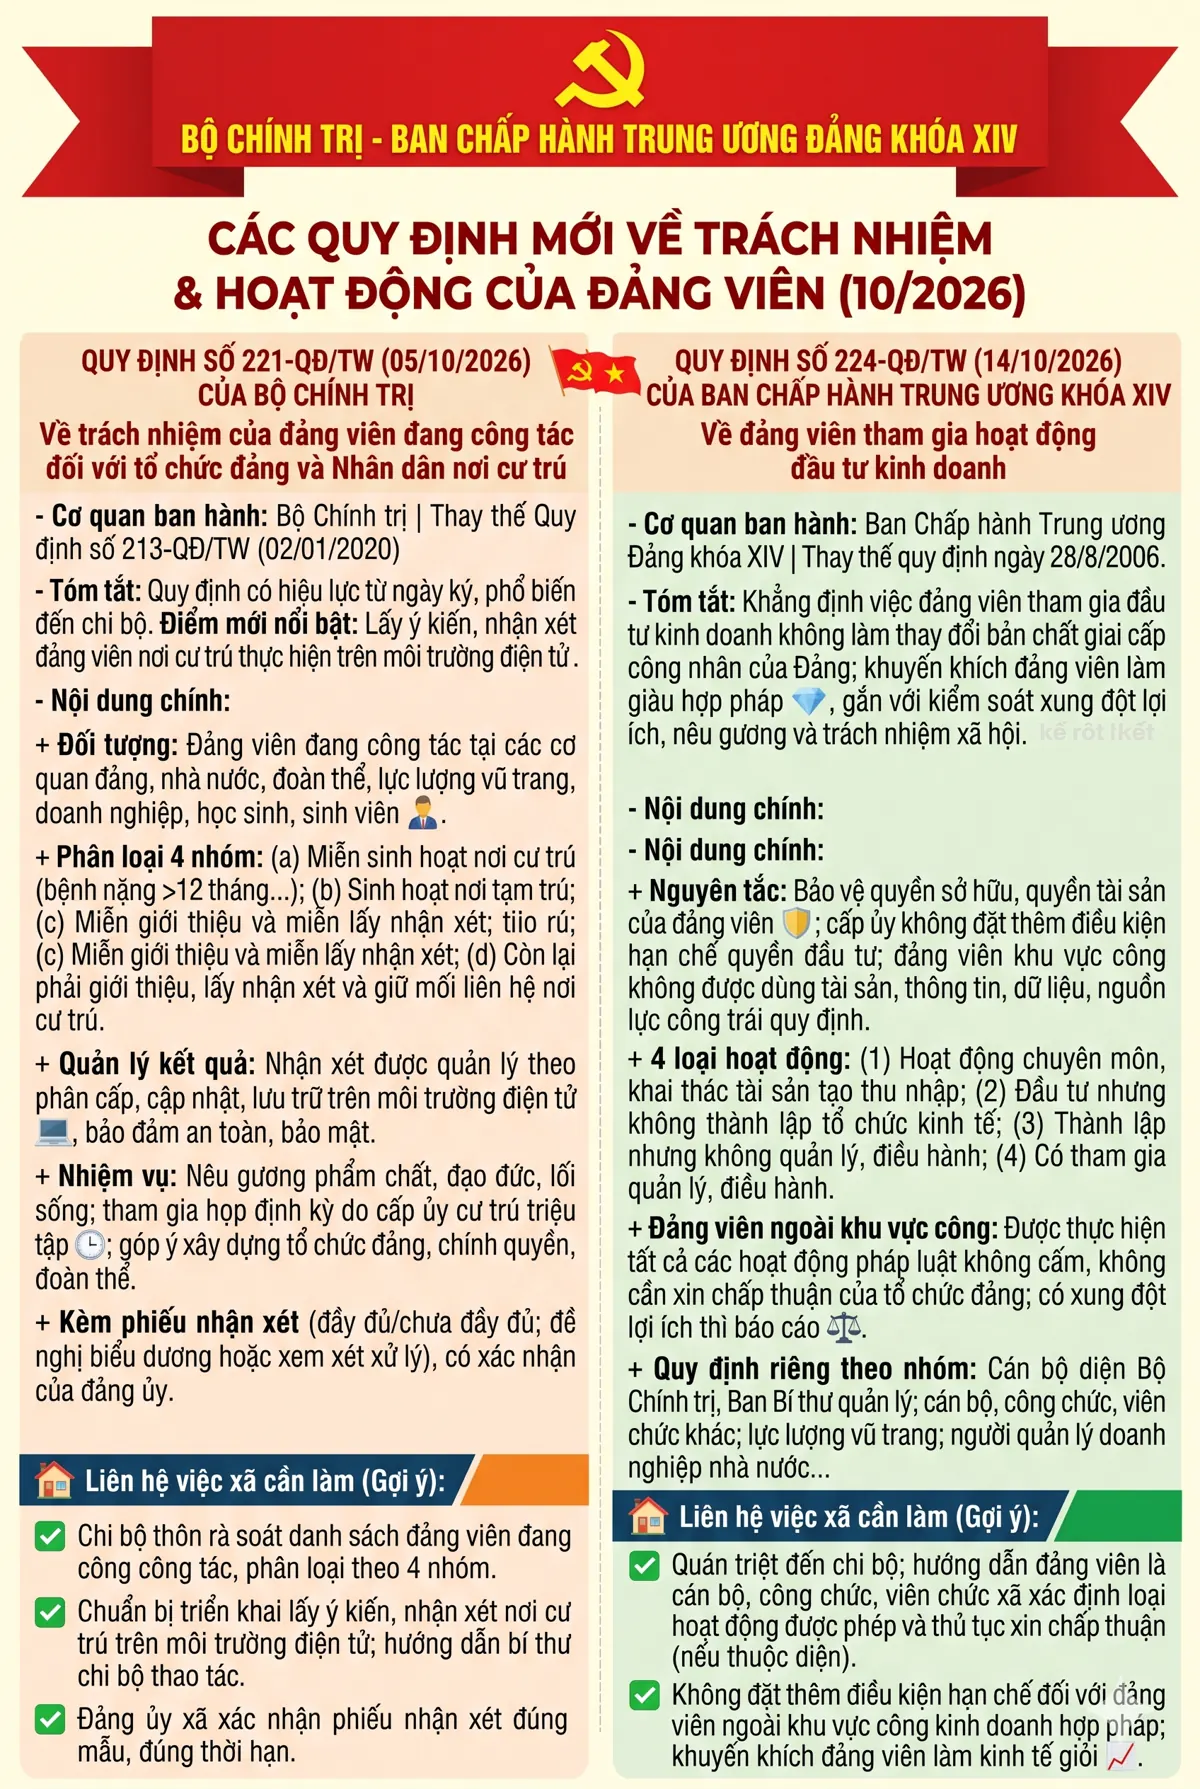 BỘ CHÍNH TRỊ - BAN CHẤP HÀNH TRUNG ƯƠNG ĐẢNG KHÓA XIV
CÁC QUY ĐỊNH MỚI VỀ TRÁCH NHIỆM
& HOẠT ĐỘNG CỦA ĐẢNG VIÊN (10/2026)
QUY ĐỊNH SỐ 221-QĐ/TW (05/10/2026)
CỦA BỘ CHÍNH TRỊ
Về trách nhiệm của đảng viên đang công tác
đối với tổ chức đảng và Nhân dân nơi cư trú
- Cơ quan ban hành: Bộ Chính trị | Thay thế Quy
định số 213-QĐ/TW (02/01/2020)
- Tóm tắt: Quy định có hiệu lực từ ngày ký, phổ biến
đến chi bộ. Điểm mới nổi bật: Lấy ý kiến, nhận xét
đảng viên nơi cư trú thực hiện trên môi trường điện tử .
- Nội dung chính:
+ Đối tượng: Đảng viên đang công tác tại các cơ
quan đảng, nhà nước, đoàn thể, lực lượng vũ trang,
doanh nghiệp, học sinh, sinh viên .
+ Phân loại 4 nhóm: (a) Miễn sinh hoạt nơi cư trú
(bệnh nặng >12 tháng...); (b) Sinh hoạt nơi tạm trú;
(c) Miễn giới thiệu và miễn lấy nhận xét; tiio rú;
(c) Miễn giới thiệu và miễn lấy nhận xét; (d) Còn lại
phải giới thiệu, lấy nhận xét và giữ mối liên hệ nơi
cư trú.
+ Quản lý kết quả: Nhận xét được quản lý theo
phân cấp, cập nhật, lưu trữ trên môi trường điện tử
, bảo đảm an toàn, bảo mật.
+ Nhiệm vụ: Nêu gương phẩm chất, đạo đức, lối
sống; tham gia họp định kỳ do cấp ủy cư trú triệu
tập ; góp ý xây dựng tổ chức đảng, chính quyền,
đoàn thể.
+ Kèm phiếu nhận xét (đầy đủ/chưa đầy đủ; đề
nghị biểu dương hoặc xem xét xử lý), có xác nhận
của đảng ủy.
Liên hệ việc xã cần làm (Gợi ý):
Chi bộ thôn rà soát danh sách đảng viên đang
công công tác, phân loại theo 4 nhóm.
Chuẩn bị triển khai lấy ý kiến, nhận xét nơi cư
trú trên môi trường điện tử; hướng dẫn bí thư
chi bộ thao tác.
Đảng ủy xã xác nhận phiếu nhận xét đúng
mẫu, đúng thời hạn.
QUY ĐỊNH SỐ 224-QĐ/TW (14/10/2026)
CỦA BAN CHẤP HÀNH TRUNG ƯƠNG KHÓA XIV
Về đảng viên tham gia hoạt động
đầu tư kinh doanh
- Cơ quan ban hành: Ban Chấp hành Trung ương
Đảng khóa XIV | Thay thế quy định ngày 28/8/2006.
- Tóm tắt: Khẳng định việc đảng viên tham gia đầu
tư kinh doanh không làm thay đổi bản chất giai cấp
công nhân của Đảng; khuyến khích đảng viên làm
giàu hợp pháp , gắn với kiểm soát xung đột lợi
ích, nêu gương và trách nhiệm xã hội.
- Nội dung chính:
- Nội dung chính:
+ Nguyên tắc: Bảo vệ quyền sở hữu, quyền tài sản
của đảng viên ; cấp ủy không đặt thêm điều kiện
hạn chế quyền đầu tư; đảng viên khu vực công
không được dùng tài sản, thông tin, dữ liệu, nguồn
lực công trái quy định.
+ 4 loại hoạt động: (1) Hoạt động chuyên môn,
khai thác tài sản tạo thu nhập; (2) Đầu tư nhưng
không thành lập tổ chức kinh tế; (3) Thành lập
nhưng không quản lý, điều hành; (4) Có tham gia
quản lý, điều hành.
+ Đảng viên ngoài khu vực công: Được thực hiện
tất cả các hoạt động pháp luật không cấm, không
cần xin chấp thuận của tổ chức đảng; có xung đột
lợi ích thì báo cáo .
+ Quy định riêng theo nhóm: Cán bộ diện Bộ
Chính trị, Ban Bí thư quản lý; cán bộ, công chức, viên
chức khác; lực lượng vũ trang; người quản lý doanh
nghiệp nhà nước...
Liên hệ việc xã cần làm (Gợi ý):
Quán triệt đến chi bộ; hướng dẫn đảng viên là
cán bộ, công chức, viên chức xã xác định loại
hoạt động được phép và thủ tục xin chấp thuận
(nếu thuộc diện).
Không đặt thêm điều kiện hạn chế đối với đảng
viên ngoài khu vực công kinh doanh hợp pháp;
khuyến khích đảng viên làm kinh tế giỏi .